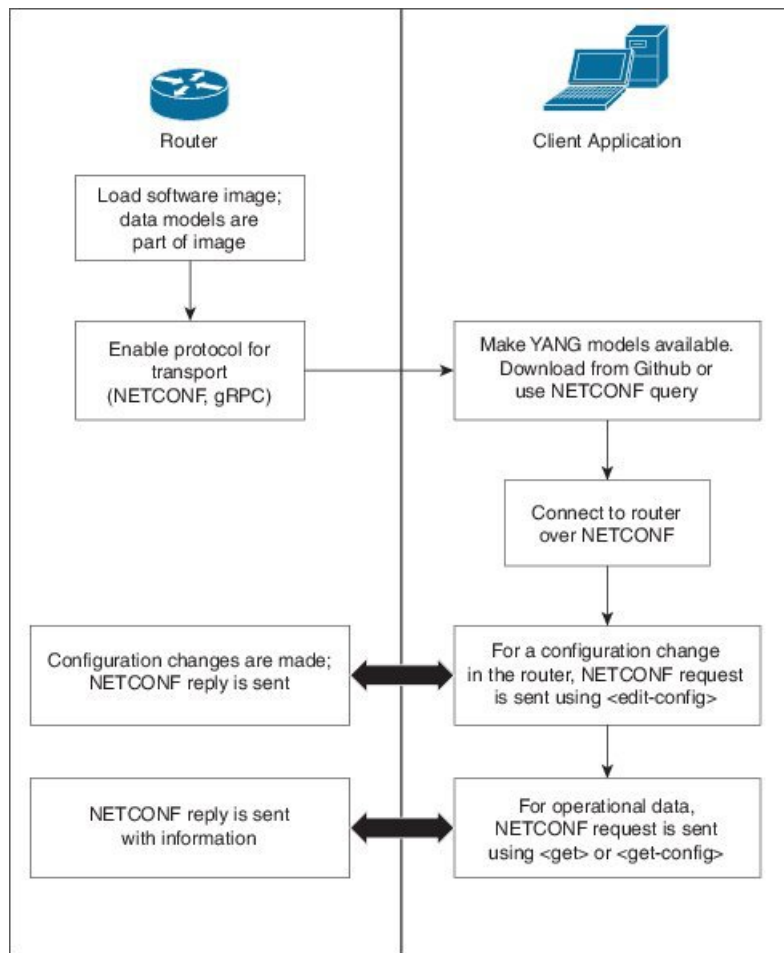 Router
Client Application
Load software image;
data models are
part of image
Enable protocol for
transport
(NETCONF, gRPC)
Make YANG models available.
Download from Github or
use NETCONF query
Connect to router
over NETCONF
Configuration changes are made;
NETCONF reply is sent
For a configuration change
in the router, NETCONF request
is sent using <edit-config>
NETCONF reply is sent
with information
For operational data,
NETCONF request is sent
using <get> or <get-config>